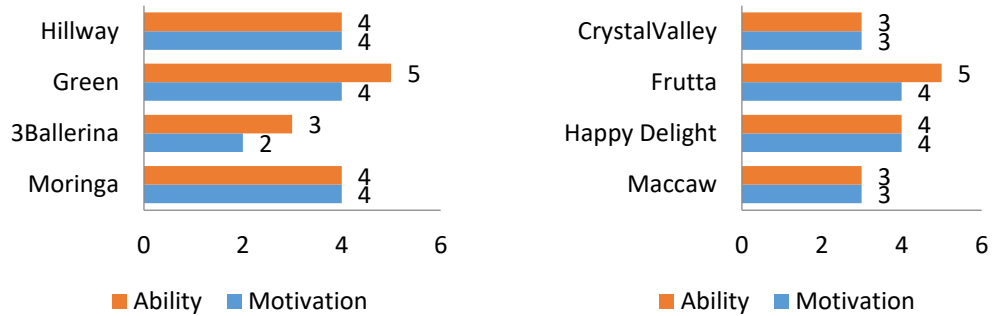 Hillway 4
4
Green 5
4
3Ballerina 3
2
Moringa 4
4
0 2 4 6
Ability Motivation
CrystalValley 3
3
Frutta 5
4
Happy Delight 4
4
Maccaw 3
3
0 2 4 6
Ability Motivation